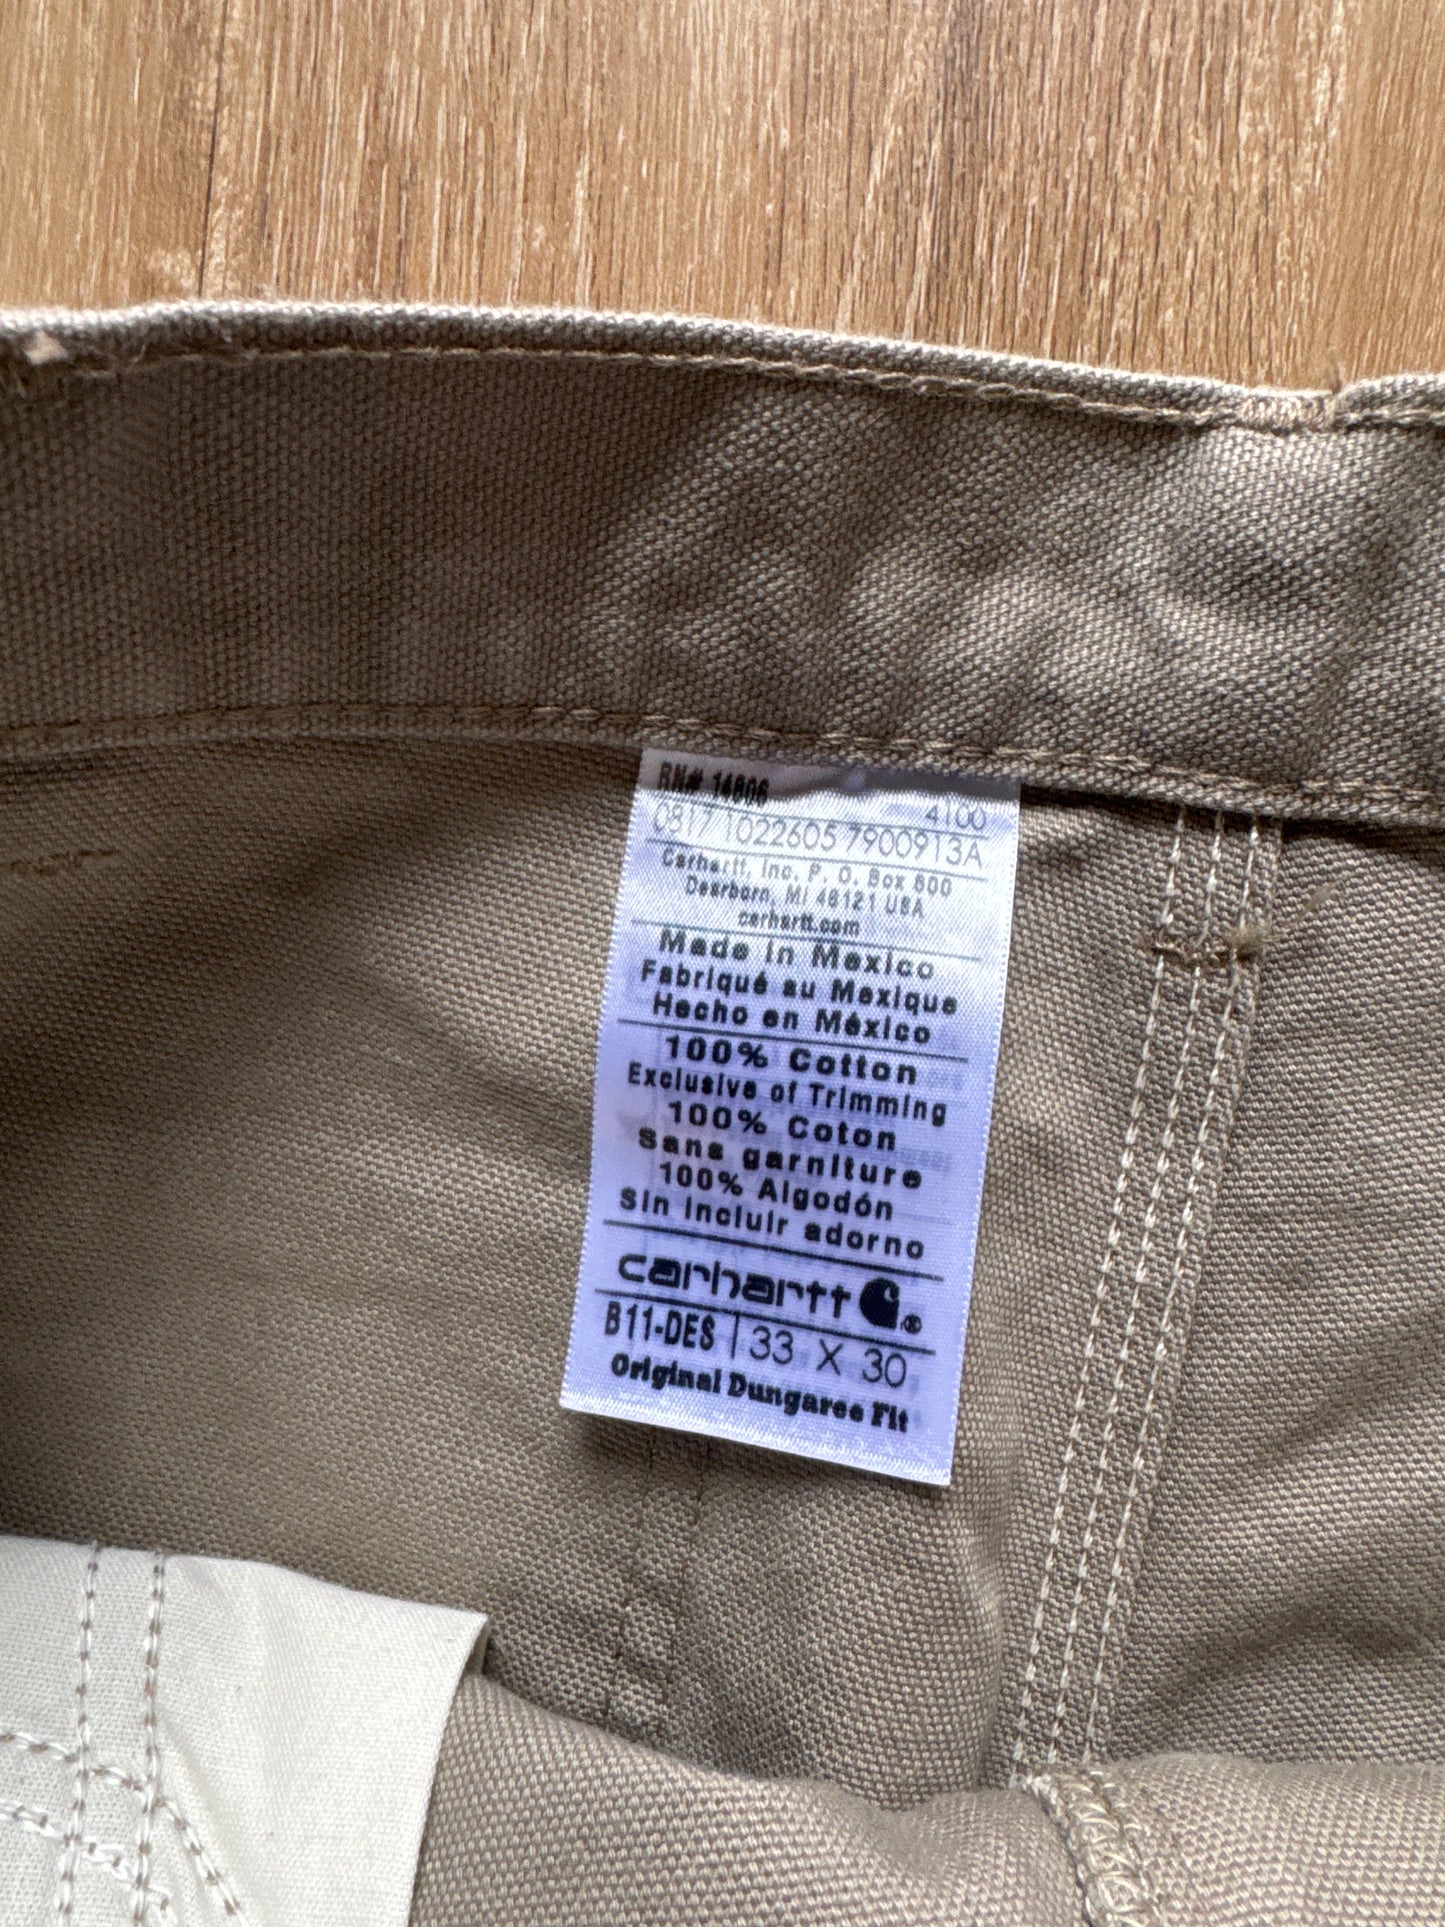 RN# 14806
4100
0817 1022605 7900913A
Carhartt, Inc. P. O. Box 600
Dearborn, MI 48121 USA
carhartt.com
Made in Mexico
Fabriqué au Mexique
Hecho en México
100% Cotton
Exclusive of Trimming
100% Coton
Sans garniture
100% Algodón
Sin incluir adorno
carhartt ®
B11-DES | 33 X 30
Original Dungaree Fit